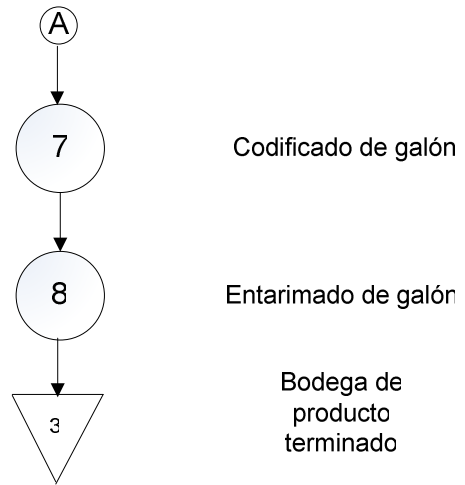 A
7
Codificado de galón
8
Entarimado de galón
3
Bodega de
producto
terminado